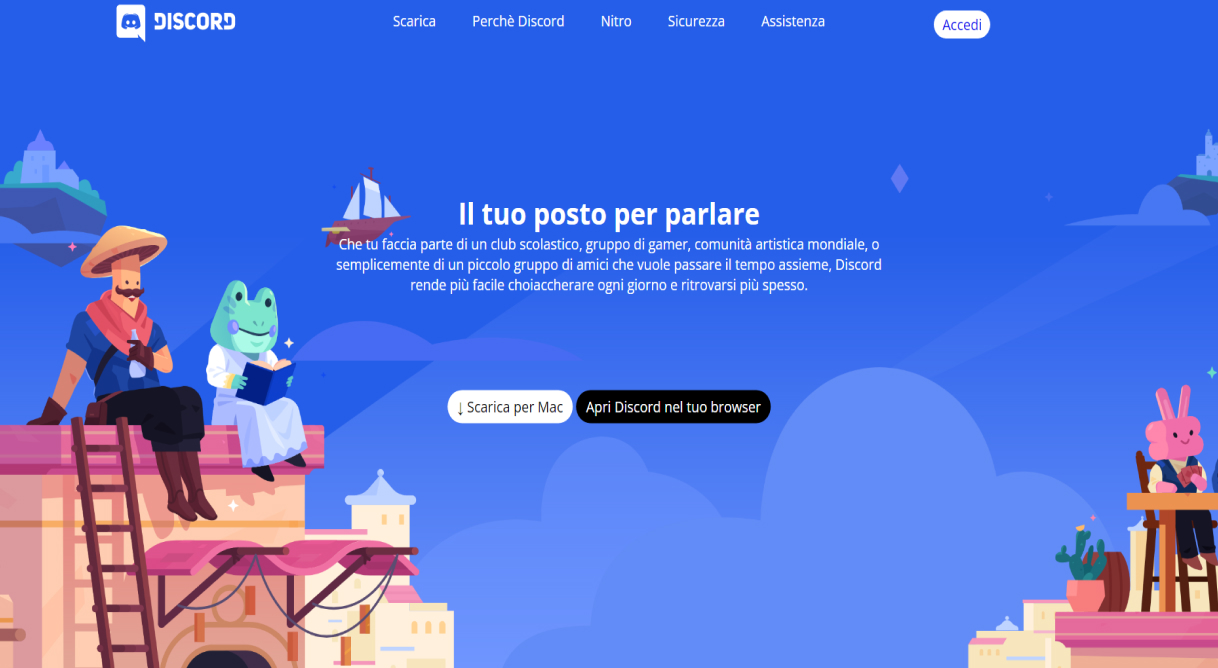 DISCORD
Scarica
Perchè Discord
Nitro
Sicurezza
Assistenza
Accedi
Il tuo posto per parlare
Che tu faccia parte di un club scolastico, gruppo di gamer, comunità artistica mondiale, o
semplicemente di un piccolo gruppo di amici che vuole passare il tempo assieme, Discord
rende più facile choiaccherare ogni giorno e ritrovarsi più spesso.
↓ Scarica per Mac
Apri Discord nel tuo browser